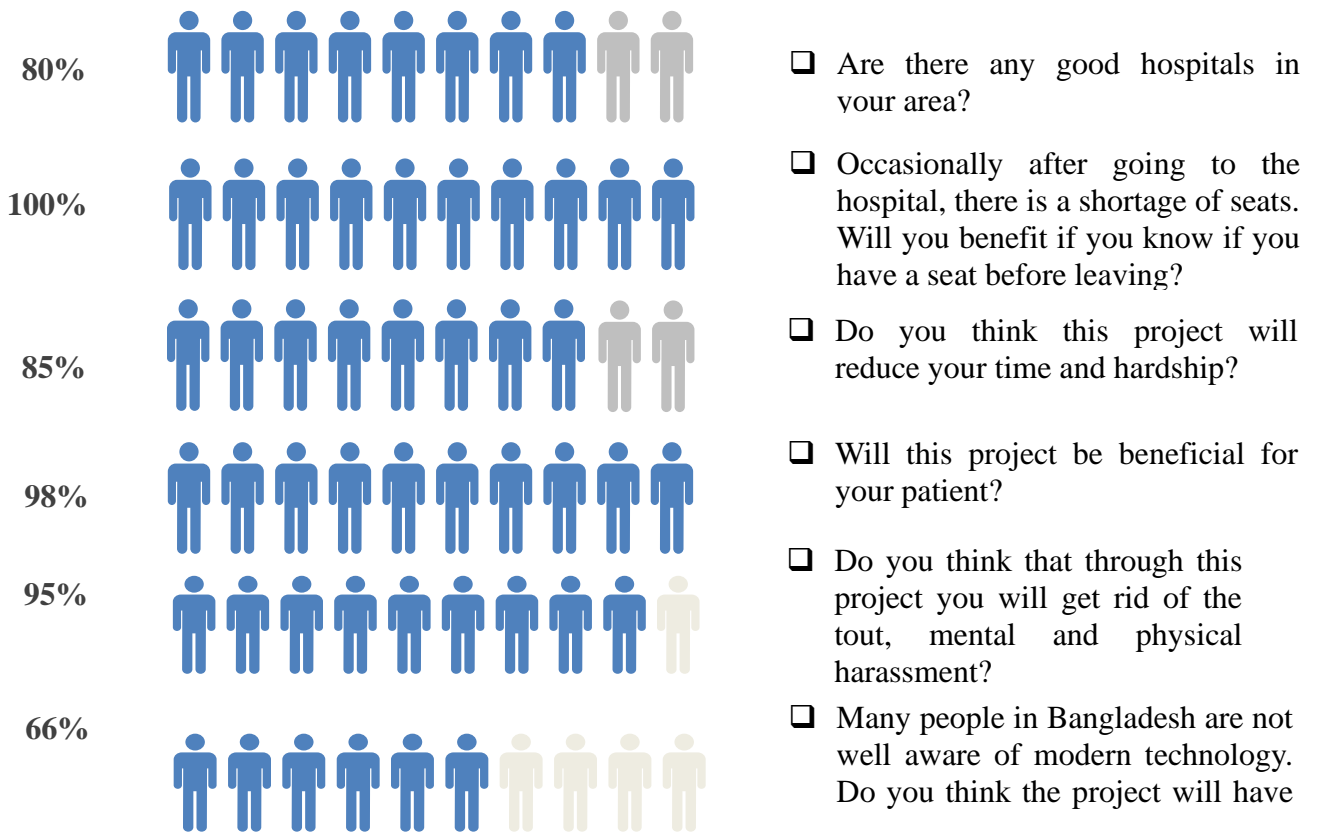 80%
❑ Are there any good hospitals in
your area?
100%
❑ Occasionally after going to the
hospital, there is a shortage of seats.
Will you benefit if you know if you
have a seat before leaving?
85%
❑ Do you think this project will
reduce your time and hardship?
98%
❑ Will this project be beneficial for
your patient?
95%
❑ Do you think that through this
project you will get rid of the
tout, mental and physical
harassment?
66%
❑ Many people in Bangladesh are not
well aware of modern technology.
Do you think the project will have